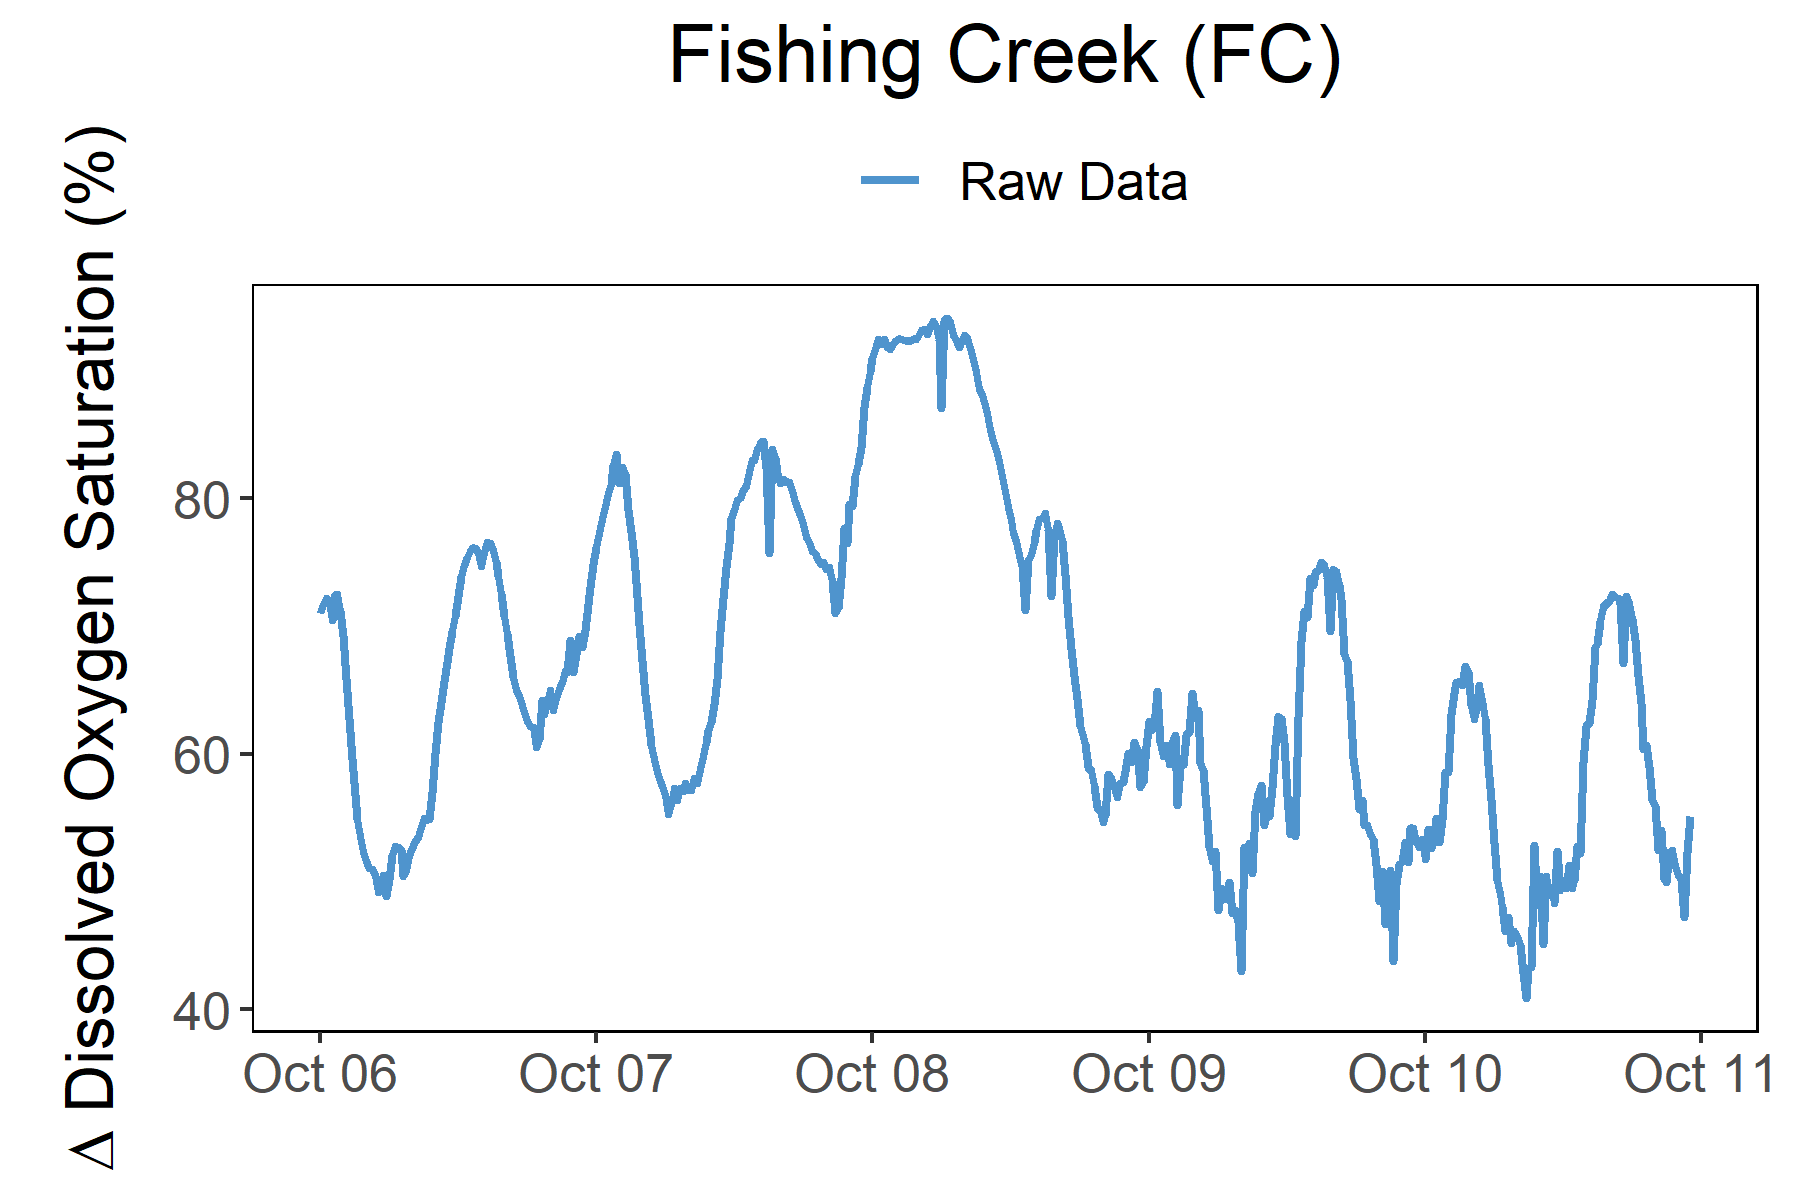 Fishing Creek (FC)
Raw Data
Δ Dissolved Oxygen Saturation (%)
80
60
40
Oct 06 Oct 07 Oct 08 Oct 09 Oct 10 Oct 11